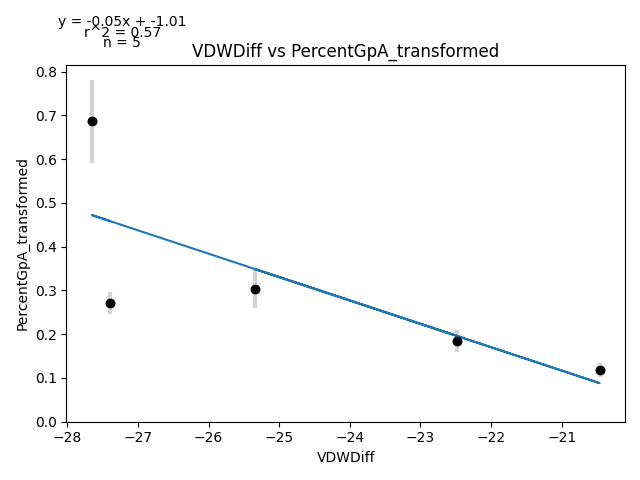 y = -0.05x + -1.01
r^2 = 0.57
n = 5
VDWDiff vs PercentGpA_transformed
0.8
0.7
0.6
0.5
0.4
0.3
0.2
0.1
0.0
PercentGpA_transformed
−28 −27 −26 −25 −24 −23 −22 −21
VDWDiff